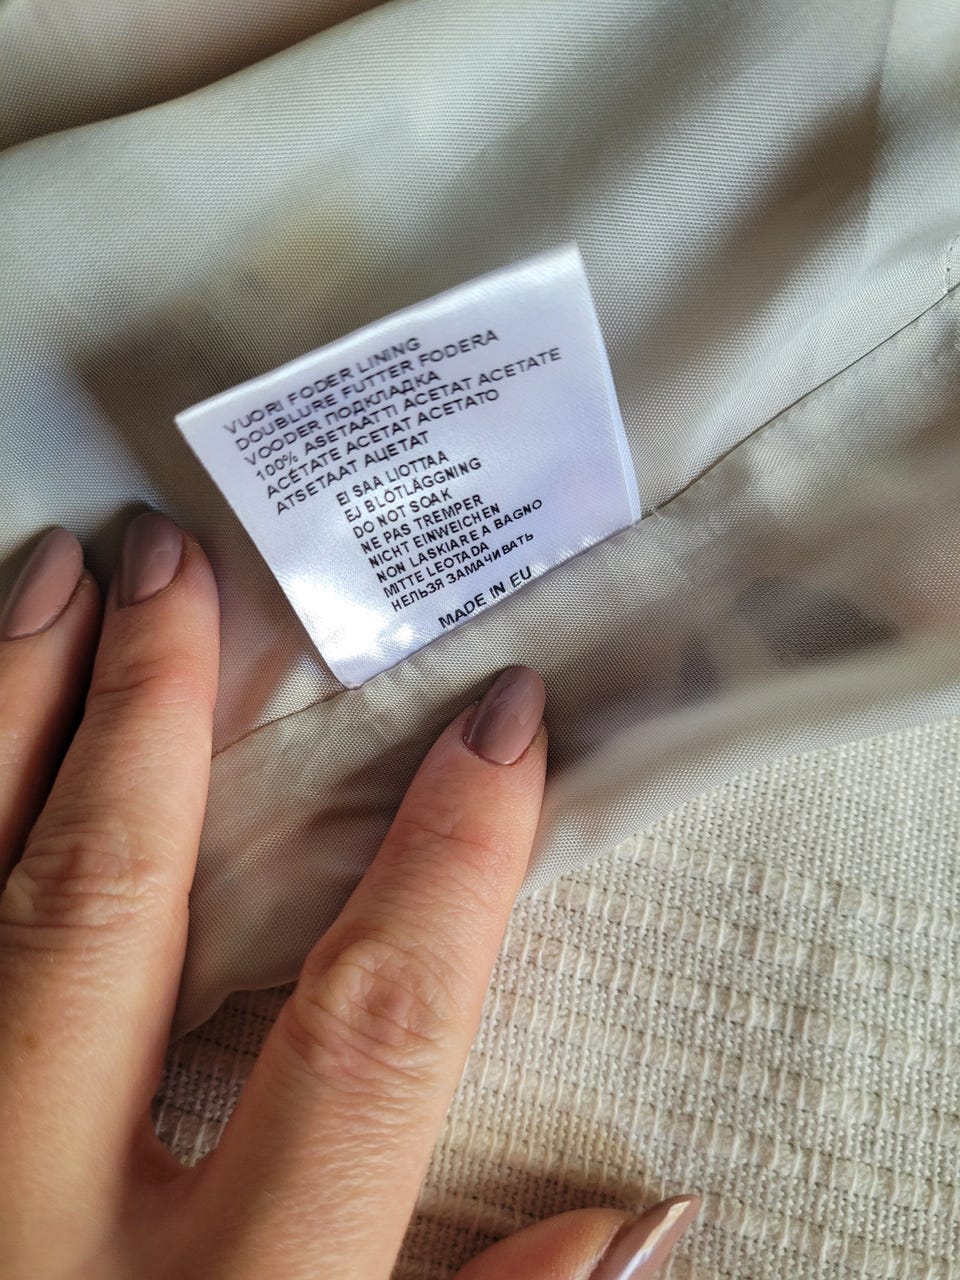 VUORI FODER LINING
DOUBLURE FUTTER FODERA
VOODER ПОДКЛАДКА
100% ASETAATTI ACETAT ACETATE
ACÉTATE ACETAT ACETATO
ATSETAAT АЦЕТАТ
EI SAA LIOTTAA
EJ BLÖTLÄGGNING
DO NOT SOAK
NE PAS TREMPER
NICHT EINWEICHEN
NON LASKIARE A BAGNO
MITTE LEOTADA
НЕЛЬЗЯ ЗАМАЧИВАТЬ
MADE IN EU